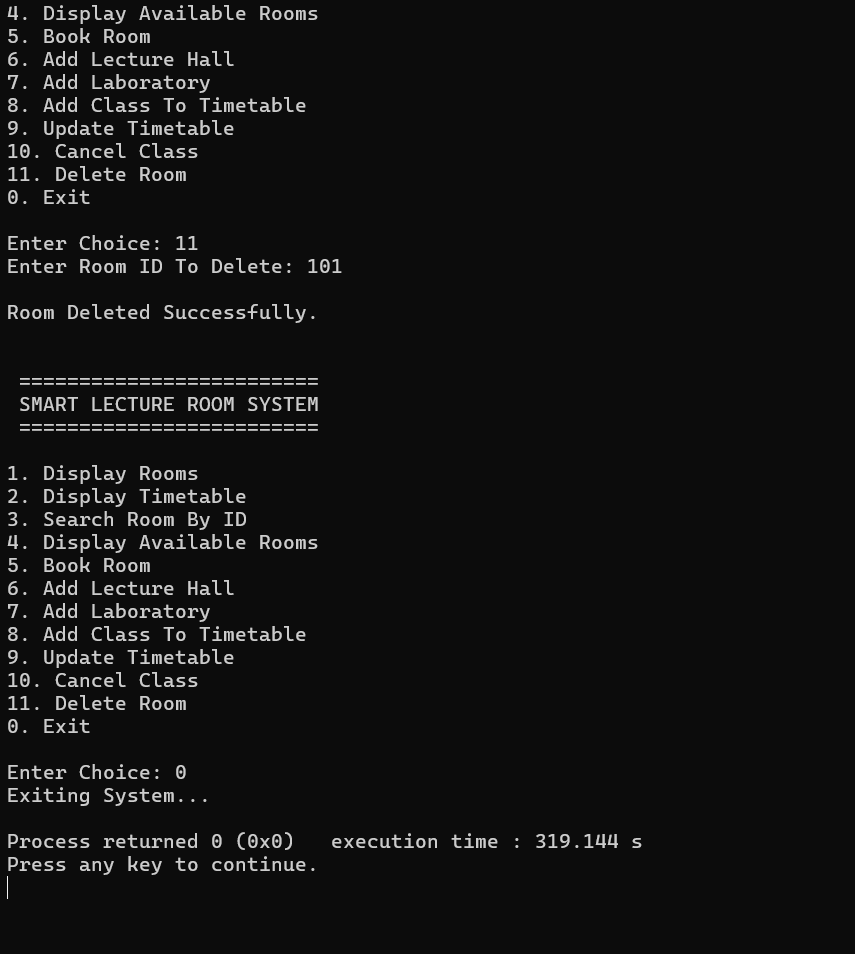 4. Display Available Rooms
5. Book Room
6. Add Lecture Hall
7. Add Laboratory
8. Add Class To Timetable
9. Update Timetable
10. Cancel Class
11. Delete Room
0. Exit

Enter Choice: 11
Enter Room ID To Delete: 101

Room Deleted Successfully.

=========================
SMART LECTURE ROOM SYSTEM
=========================

1. Display Rooms
2. Display Timetable
3. Search Room By ID
4. Display Available Rooms
5. Book Room
6. Add Lecture Hall
7. Add Laboratory
8. Add Class To Timetable
9. Update Timetable
10. Cancel Class
11. Delete Room
0. Exit

Enter Choice: 0
Exiting System...

Process returned 0 (0x0)   execution time : 319.144 s
Press any key to continue.